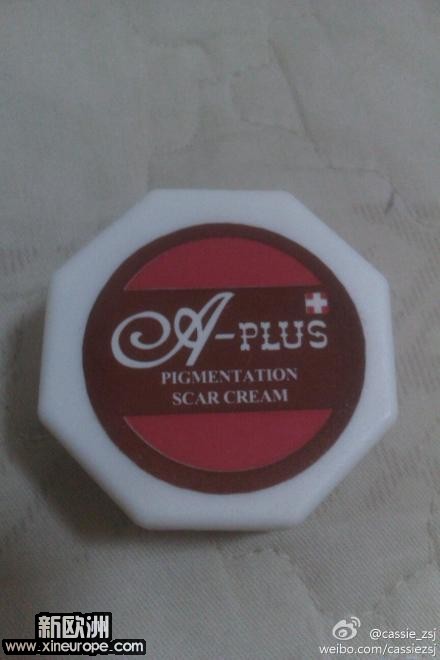 A-PLUS
PIGMENTATION
SCAR CREAM
新欧洲
www.xineurope.com
@cassie_zsj
weibo.com/cassiezsj